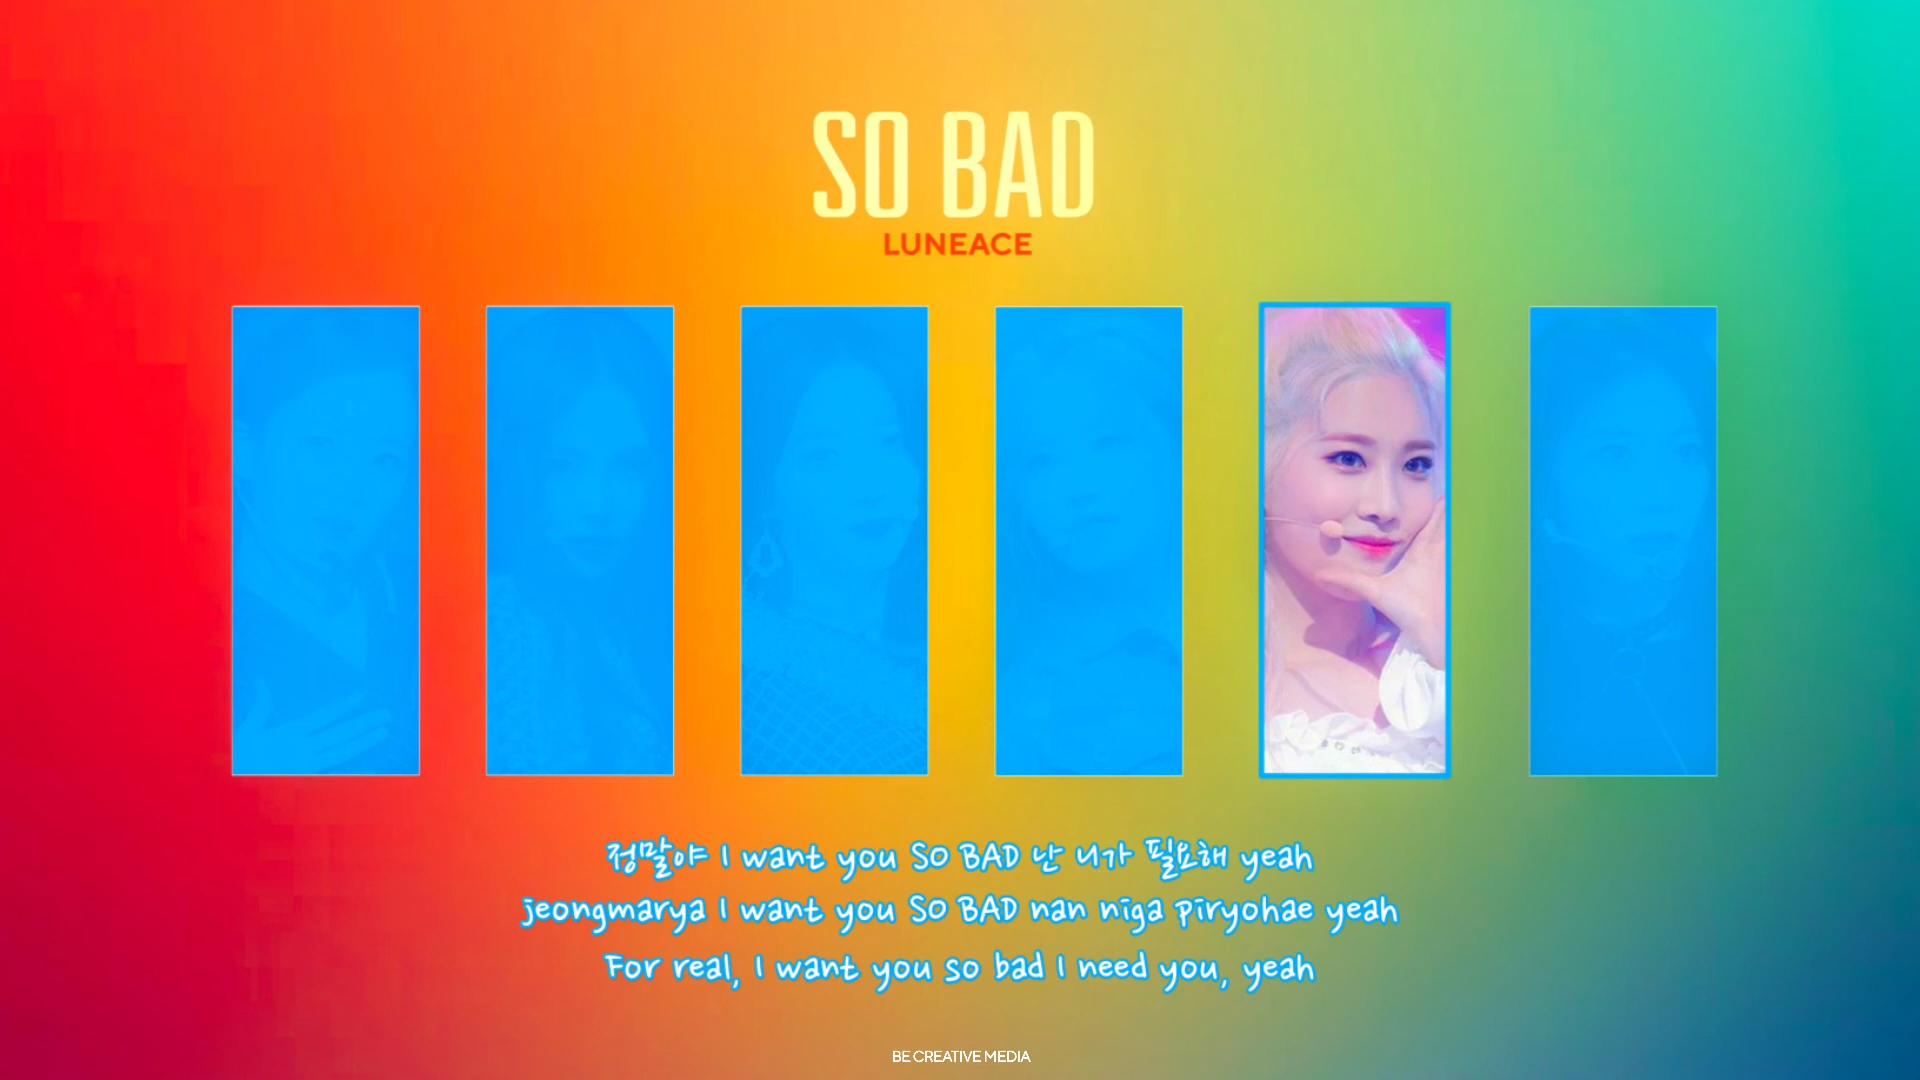 SO BAD
LUNEACE
정말야 I want you SO BAD 난 니가 필요해 yeah
jeongmarya I want you SO BAD nan niga piryohae yeah
For real, I want you so bad I need you, yeah
BE CREATIVE MEDIA